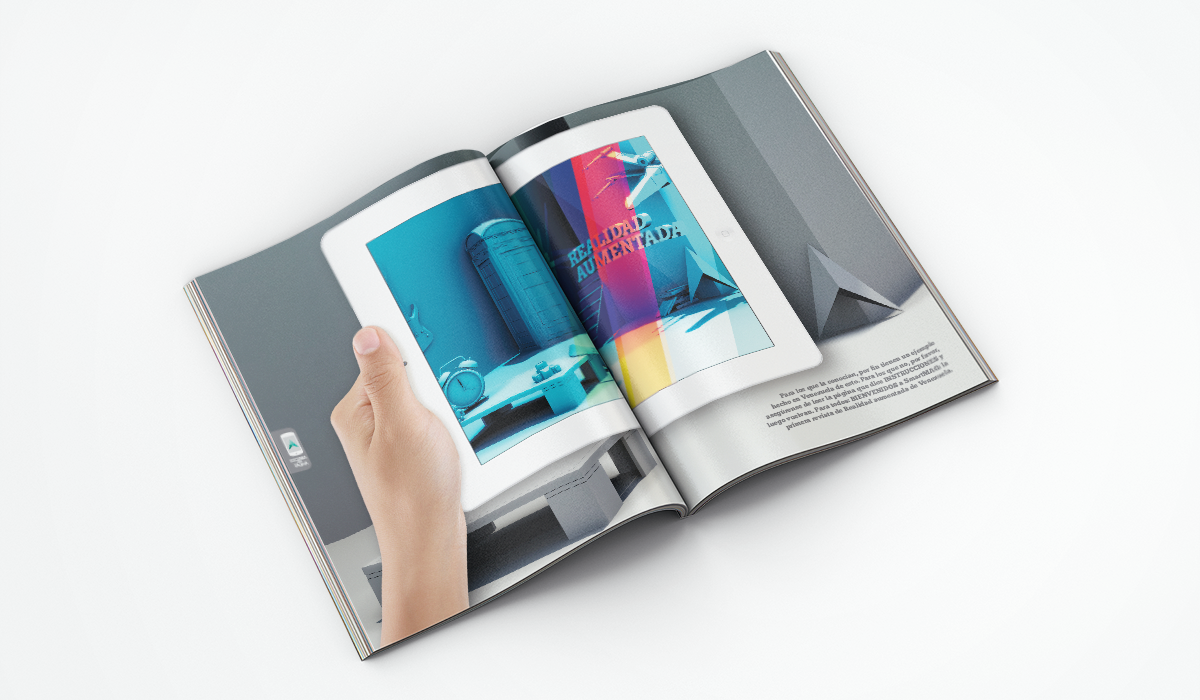 REALIDAD
AUMENTADA
Para los que la conocían, por fin tienen un ejemplo
hecho en Venezuela de esto. Para los que no, por favor,
asegúrense de leer la página que dice INSTRUCCIONES y
luego vuelvan. Para todos: BIENVENIDOS a SmartMAG: la
primera revista de Realidad aumentada de Venezuela.